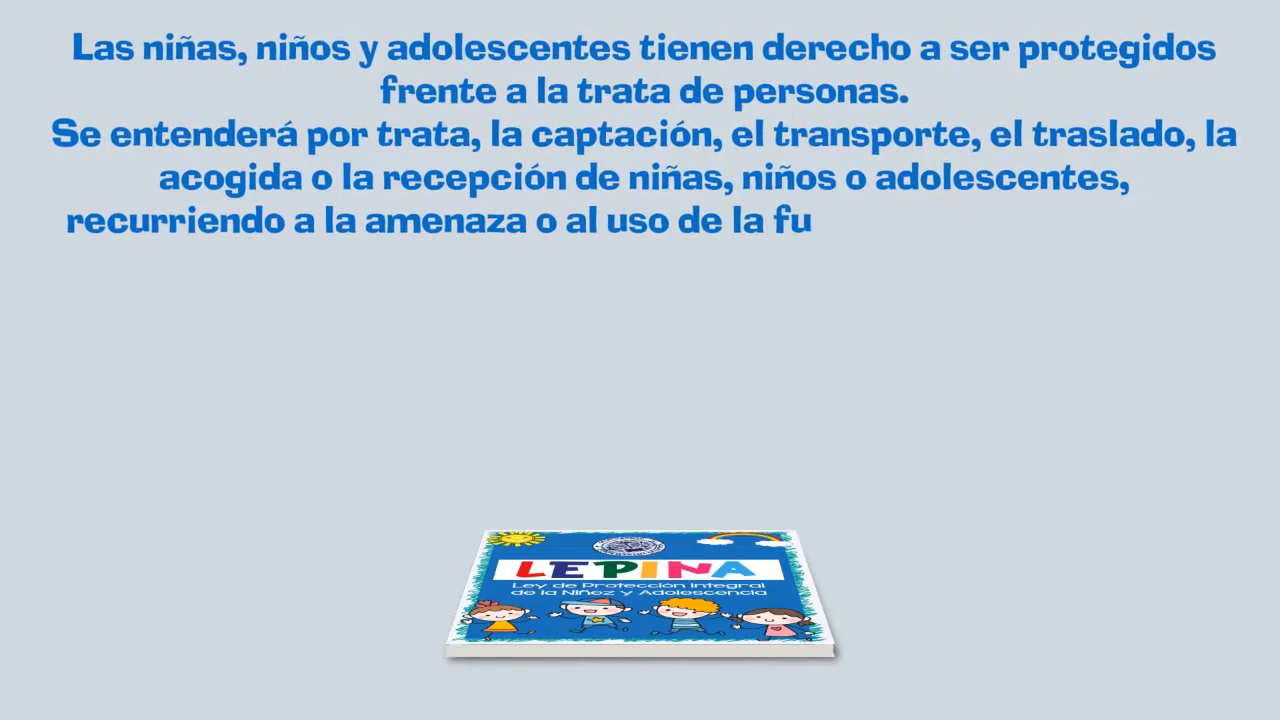 Las niñas, niños y adolescentes tienen derecho a ser protegidos
frente a la trata de personas.
Se entenderá por trata, la captación, el transporte, el traslado, la
acogida o la recepción de niñas, niños o adolescentes,
recurriendo a la amenaza o al uso de la fu
LEPINA
Ley de Protección Integral
de la Niñez y Adolescencia